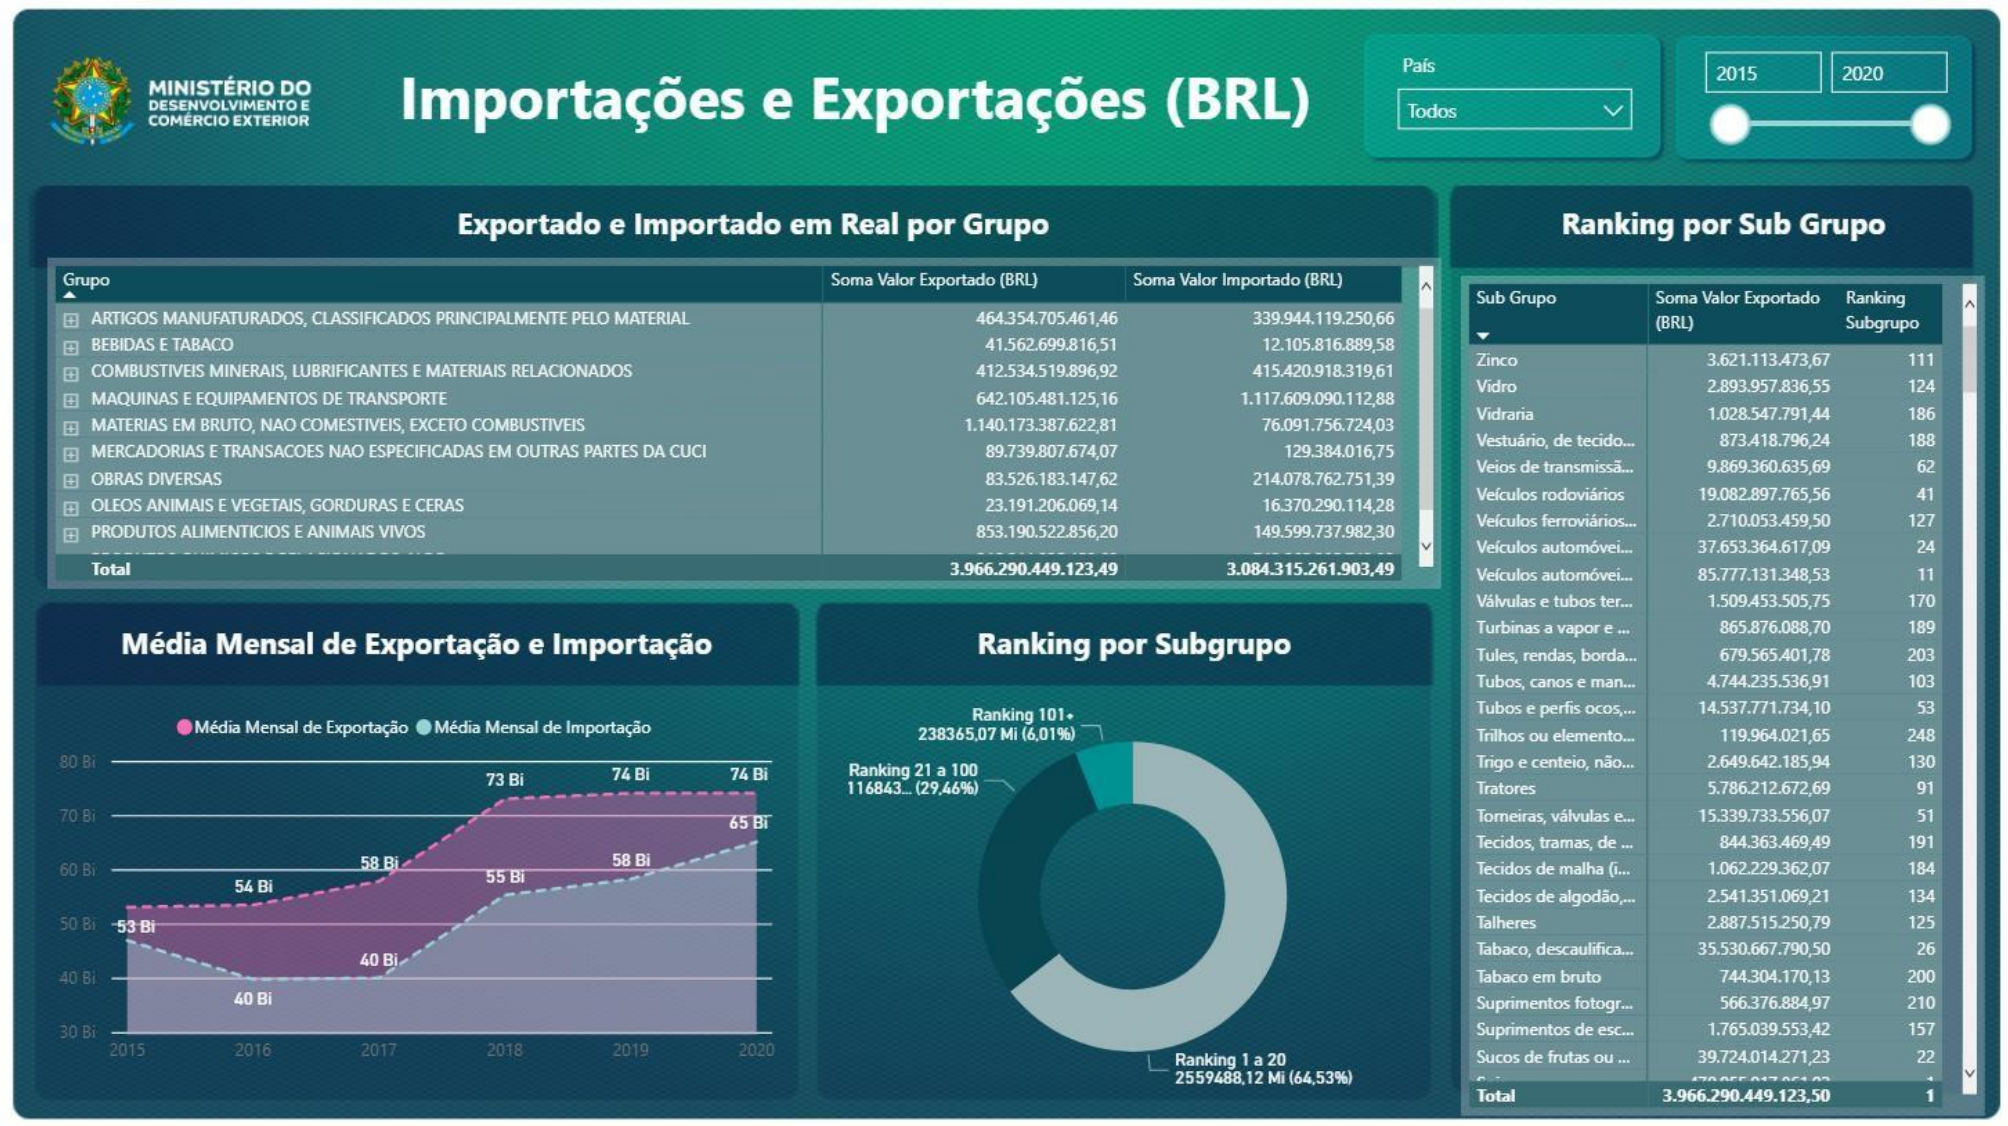 MINISTÉRIO DO
DESENVOLVIMENTO E
COMÉRCIO EXTERIOR
Importações e Exportações (BRL)
País
Todos
2015 2020
Exportado e Importado em Real por Grupo
Grupo Soma Valor Exportado (BRL) Soma Valor Importado (BRL)
ARTIGOS MANUFATURADOS, CLASSIFICADOS PRINCIPALMENTE PELO MATERIAL 464.354.705.461,46 339.944.119.250,66
BEBIDAS E TABACO 41.562.699.816,51 12.105.816.889,58
COMBUSTIVEIS MINERAIS, LUBRIFICANTES E MATERIAIS RELACIONADOS 412.534.519.896,92 415.420.918.319,61
MAQUINAS E EQUIPAMENTOS DE TRANSPORTE 642.105.481.125,16 1.117.609.090.112,88
MATERIAS EM BRUTO, NAO COMESTIVEIS, EXCETO COMBUSTIVEIS 1.140.173.387.622,81 76.091.756.724,03
MERCADORIAS E TRANSACOES NAO ESPECIFICADAS EM OUTRAS PARTES DA CUCI 89.739.807.674,07 129.384.016,75
OBRAS DIVERSAS 83.526.183.147,62 214.078.762.751,39
OLEOS ANIMAIS E VEGETAIS, GORDURAS E CERAS 23.191.206.069,14 16.370.290.114,28
PRODUTOS ALIMENTICIOS E ANIMAIS VIVOS 853.190.522.856,20 149.599.737.982,30
Total 3.966.290.449.123,49 3.084.315.261.903,49
Média Mensal de Exportação e Importação
Média Mensal de Exportação Média Mensal de Importação
80 Bi
70 Bi
60 Bi
50 Bi
40 Bi
30 Bi
73 Bi 74 Bi 74 Bi
65 Bi
58 Bi 58 Bi
54 Bi 55 Bi
53 Bi
40 Bi
40 Bi
2015 2016 2017 2018 2019 2020
Ranking por Subgrupo
Ranking 101+
238365,07 Mi (6,01%)
Ranking 21 a 100
116843... (29,46%)
Ranking 1 a 20
2559488,12 Mi (64,53%)
Ranking por Sub Grupo
Sub Grupo Soma Valor Exportado (BRL) Ranking Subgrupo
Zinco 3.621.113.473,67 111
Vidro 2.893.957.836,55 124
Vidraria 1.028.547.791,44 186
Vestuário, de tecido... 873.418.796,24 188
Veios de transmissã... 9.869.360.635,69 62
Veículos rodoviários 19.082.897.765,56 41
Veículos ferroviários... 2.710.053.459,50 127
Veículos automóvei... 37.653.364.617,09 24
Veículos automóvei... 85.777.131.348,53 11
Válvulas e tubos ter... 1.509.453.505,75 170
Turbinas a vapor e ... 865.876.088,70 189
Tules, rendas, borda... 679.565.401,78 203
Tubos, canos e man... 4.744.235.536,91 103
Tubos e perfis ocos,... 14.537.771.734,10 53
Trilhos ou elemento... 119.964.021,65 248
Trigo e centeio, não... 2.649.642.185,94 130
Tratores 5.786.212.672,69 91
Torneiras, válvulas e... 15.339.733.556,07 51
Tecidos, tramas, de ... 844.363.469,49 191
Tecidos de malha (i... 1.062.229.362,07 184
Tecidos de algodão,... 2.541.351.069,21 134
Talheres 2.887.515.250,79 125
Tabaco, descaulifica... 35.530.667.790,50 26
Tabaco em bruto 744.304.170,13 200
Suprimentos fotogr... 566.376.884,97 210
Suprimentos de esc... 1.765.039.553,42 157
Sucos de frutas ou ... 39.724.014.271,23 22
Total 3.966.290.449.123,50 1